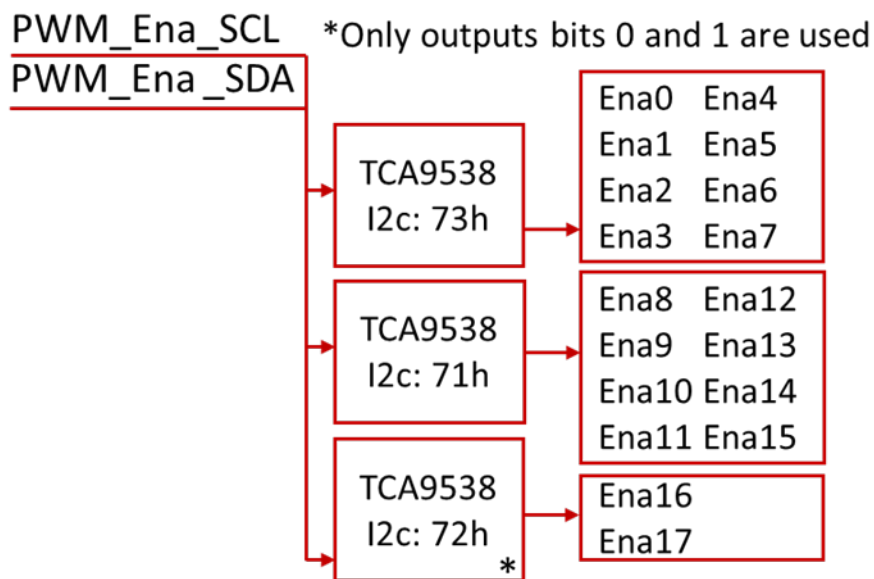 PWM_Ena_SCL
*Only outputs bits 0 and 1 are used
PWM_Ena _SDA
TCA9538
I2c: 73h
Ena0 Ena4
Ena1 Ena5
Ena2 Ena6
Ena3 Ena7
TCA9538
I2c: 71h
Ena8 Ena12
Ena9 Ena13
Ena10 Ena14
Ena11 Ena15
TCA9538
I2c: 72h
*
Ena16
Ena17